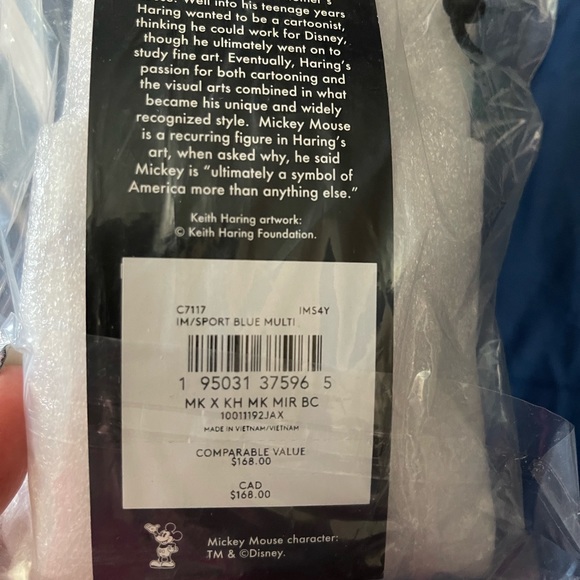 Well into his teenage years
Haring wanted to be a cartoonist,
thinking he could work for Disney,
though he ultimately went on to
study fine art. Eventually, Haring's
passion for both cartooning and
the visual arts combined in what
became his unique and widely
recognized style. Mickey Mouse
is a recurring figure in Haring's
art, when asked why, he said
Mickey is "ultimately a symbol of
America more than anything else."
Keith Haring artwork:
© Keith Haring Foundation.
C7117 IMS4Y
IM/SPORT BLUE MULTI
1 95031 37596 5
MK X KH MK MIR BC
10011192JAX
MADE IN VIETNAM/VIETNAM
COMPARABLE VALUE
$168.00
CAD
$168.00
Mickey Mouse character:
TM & ©Disney.